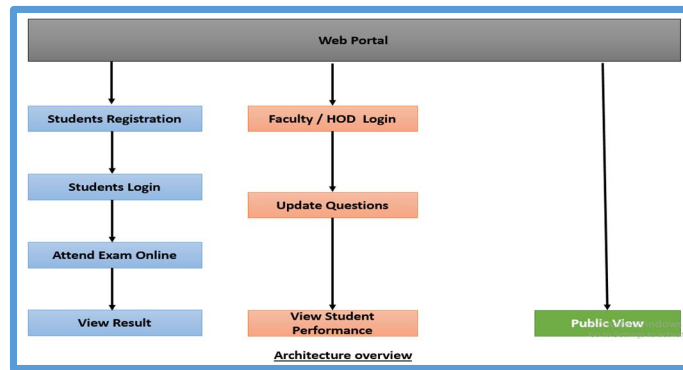 Web Portal
Students Registration
Students Login
Attend Exam Online
View Result
Faculty / HOD Login
Update Questions
View Student
Performance
Public View
Architecture overview